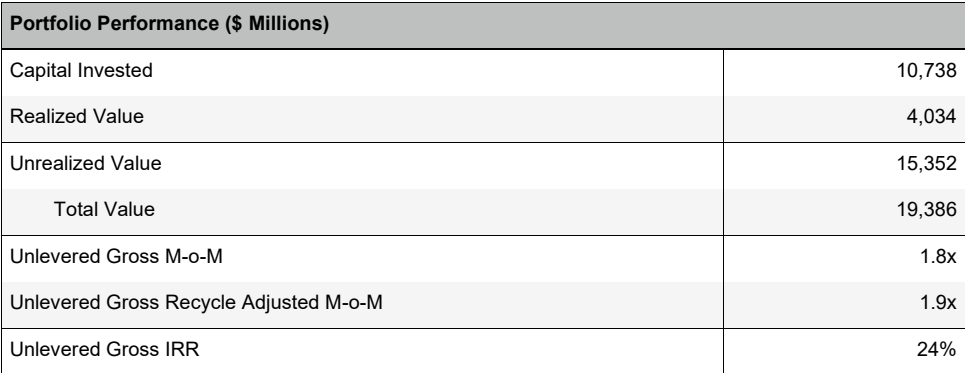 Portfolio Performance ($ Millions)
Capital Invested 10,738
Realized Value 4,034
Unrealized Value 15,352
Total Value 19,386
Unlevered Gross M-o-M 1.8x
Unlevered Gross Recycle Adjusted M-o-M 1.9x
Unlevered Gross IRR 24%